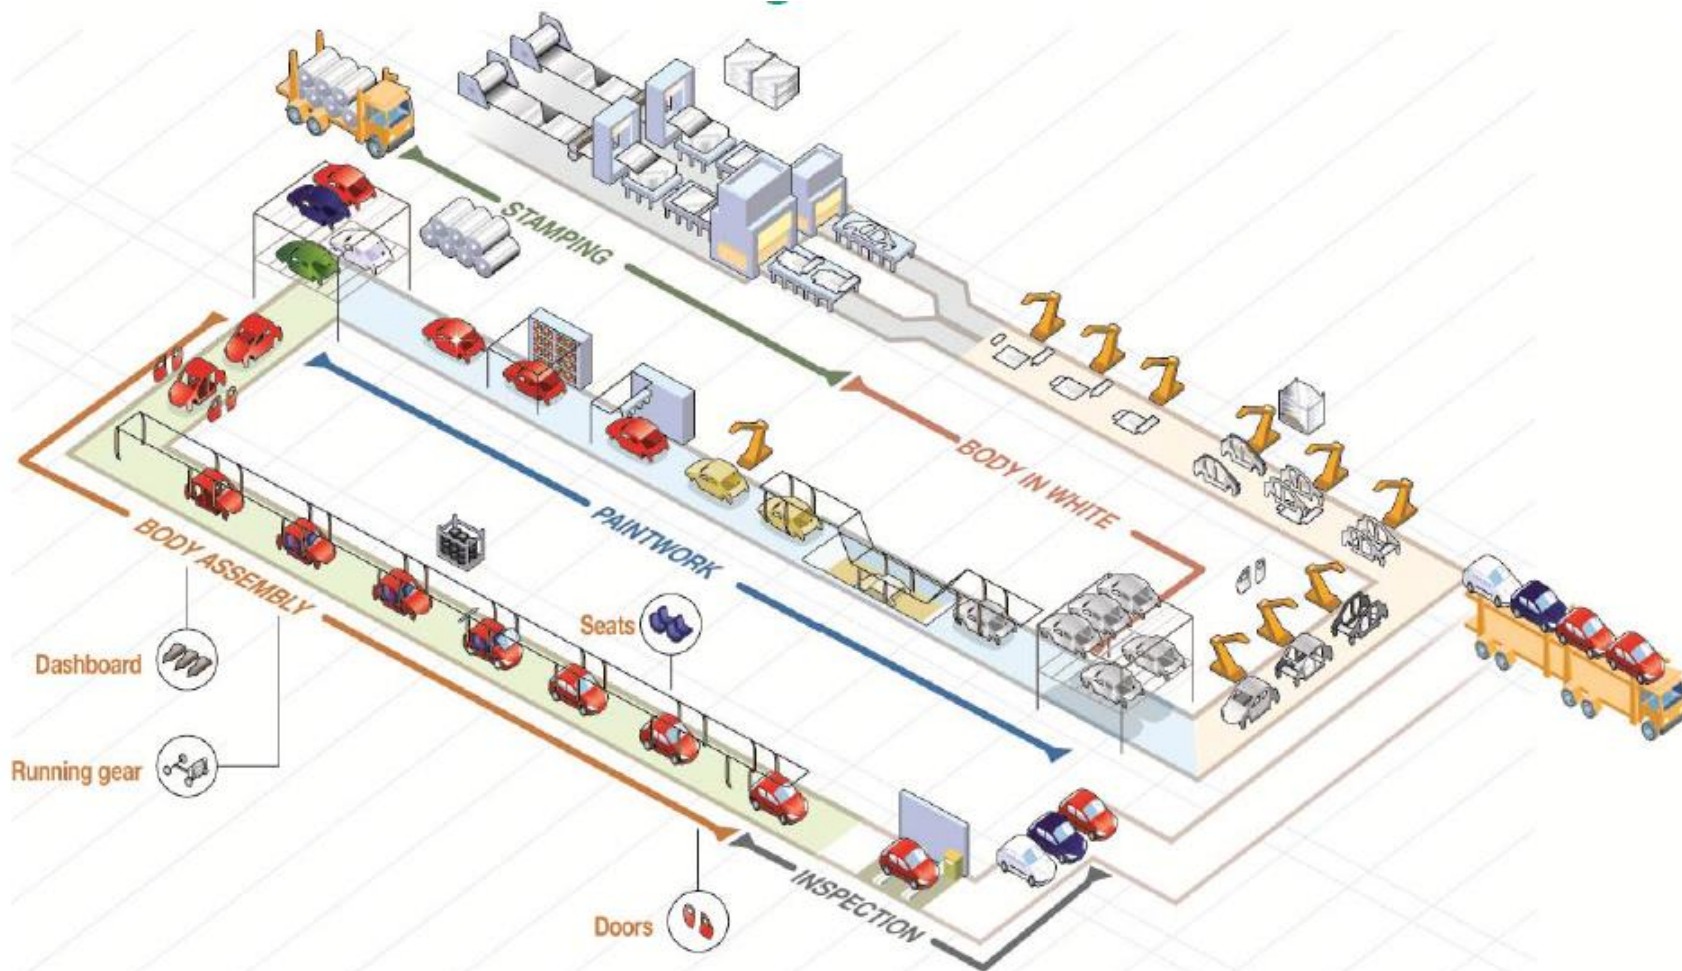 STAMPING
BODY IN WHITE
PAINTWORK
BODY ASSEMBLY
Seats
Dashboard
Running gear
Doors
INSPECTION